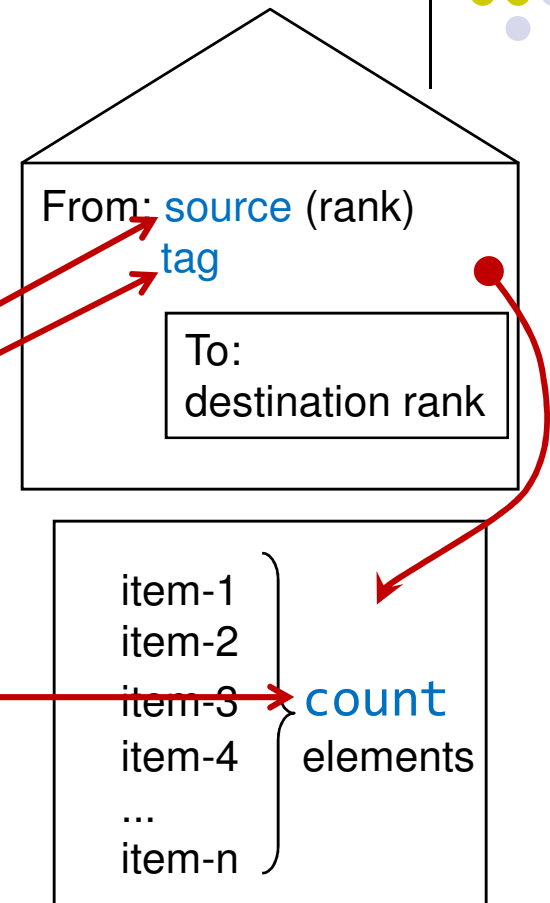 From: source (rank)
tag
To:
destination rank
item-1
item-2
item-3
count
item-4
elements
...
item-n